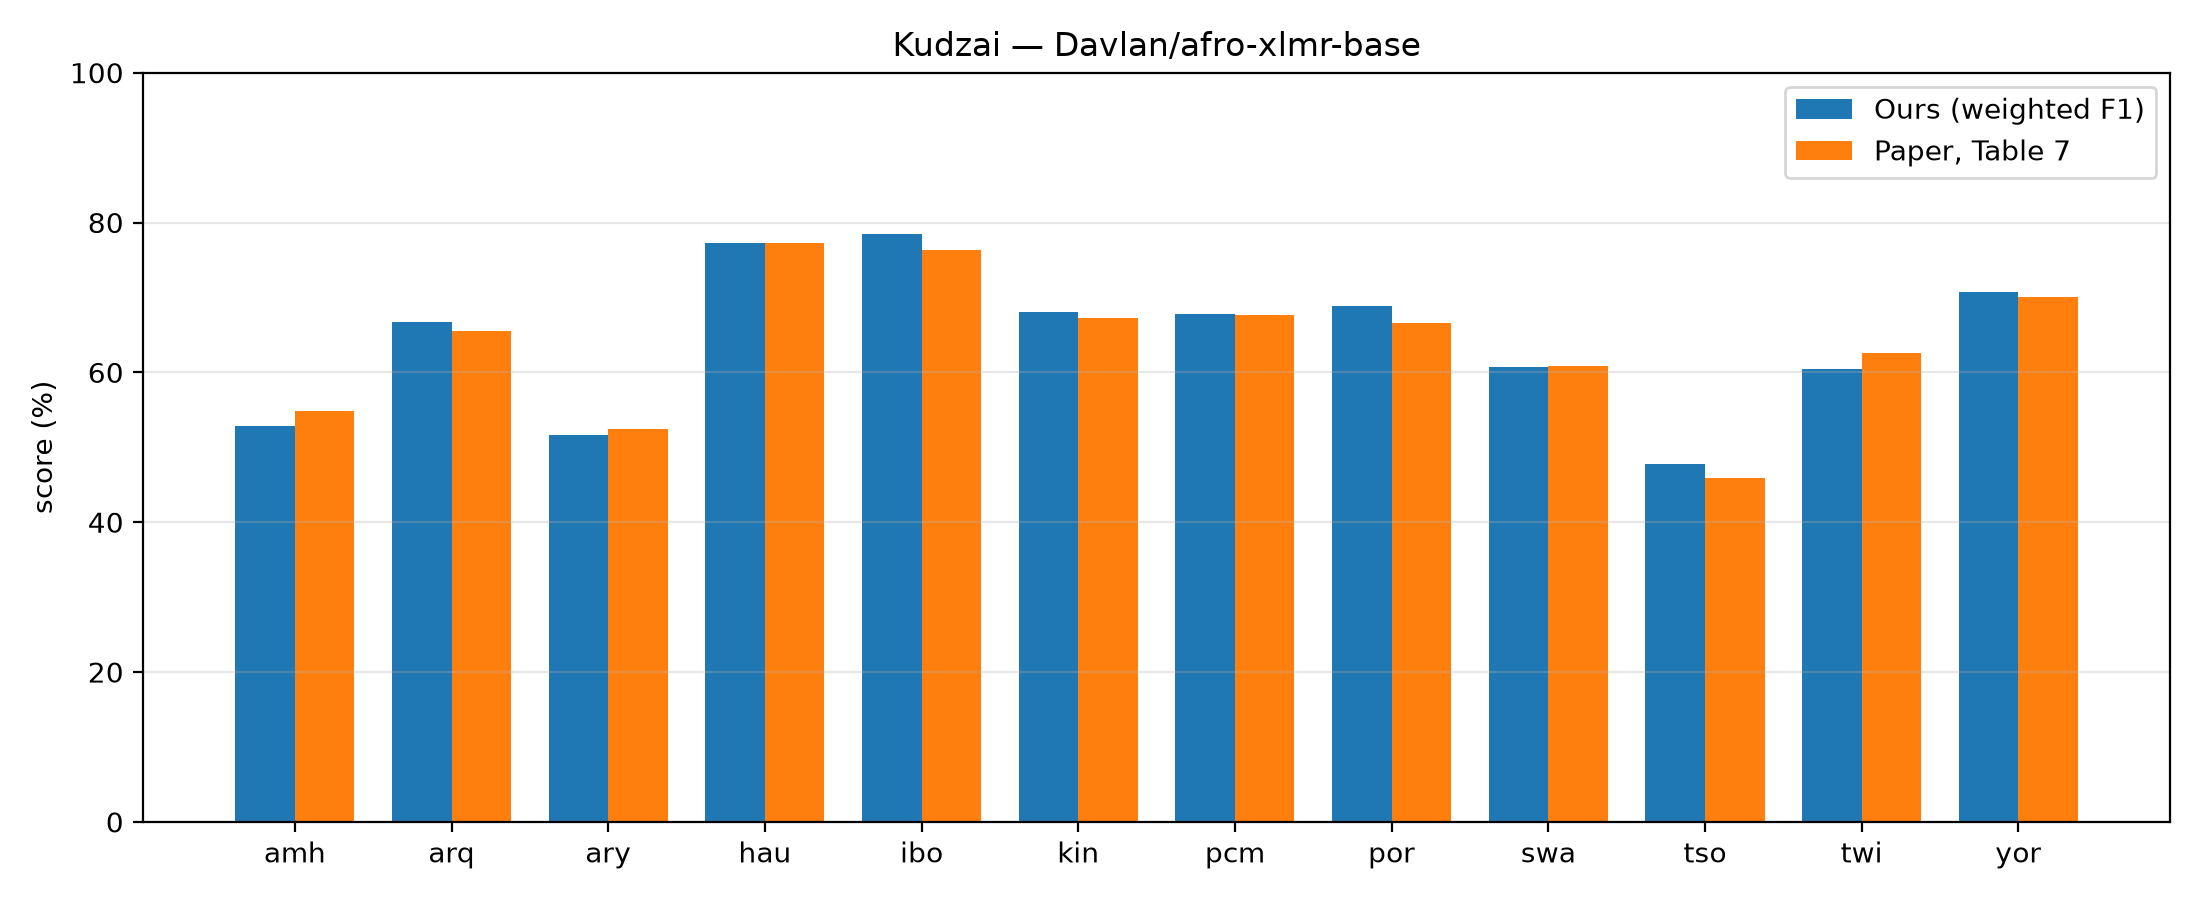 Kudzai — Davlan/afro-xlmr-base
100
80
60
40
20
0
score (%)
Ours (weighted F1)
Paper, Table 7
amh arq ary hau ibo kin pcm por swa tso twi yor